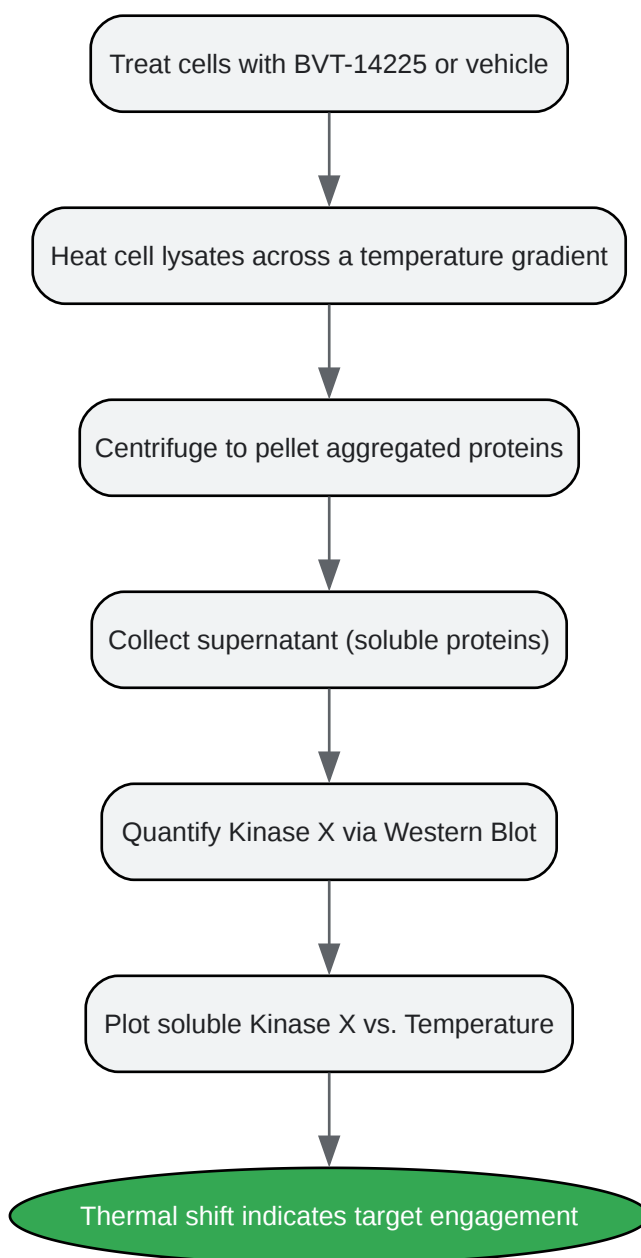 Treat cells with BVT-14225 or vehicle
Heat cell lysates across a temperature gradient
Centrifuge to pellet aggregated proteins
Collect supernatant (soluble proteins)
Quantify Kinase X via Western Blot
Plot soluble Kinase X vs. Temperature
Thermal shift indicates target engagement